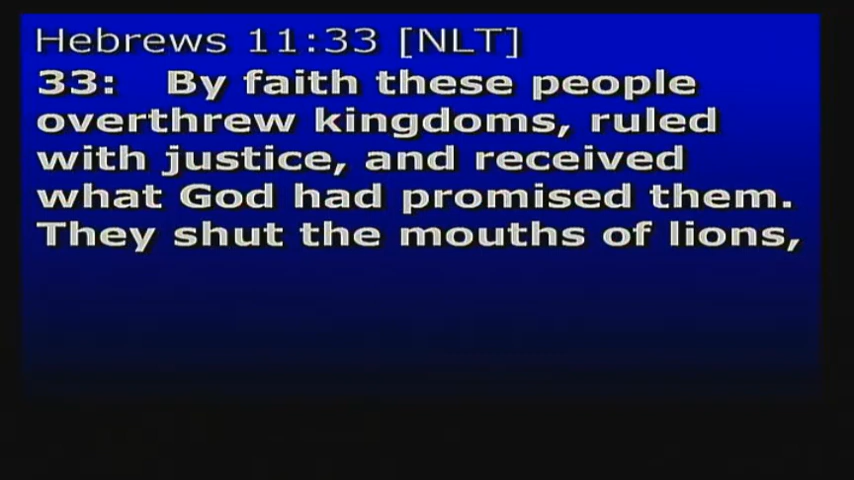 Hebrews 11:33 [NLT]
33: By faith these people
overthrew kingdoms, ruled
with justice, and received
what God had promised them.
They shut the mouths of lions,